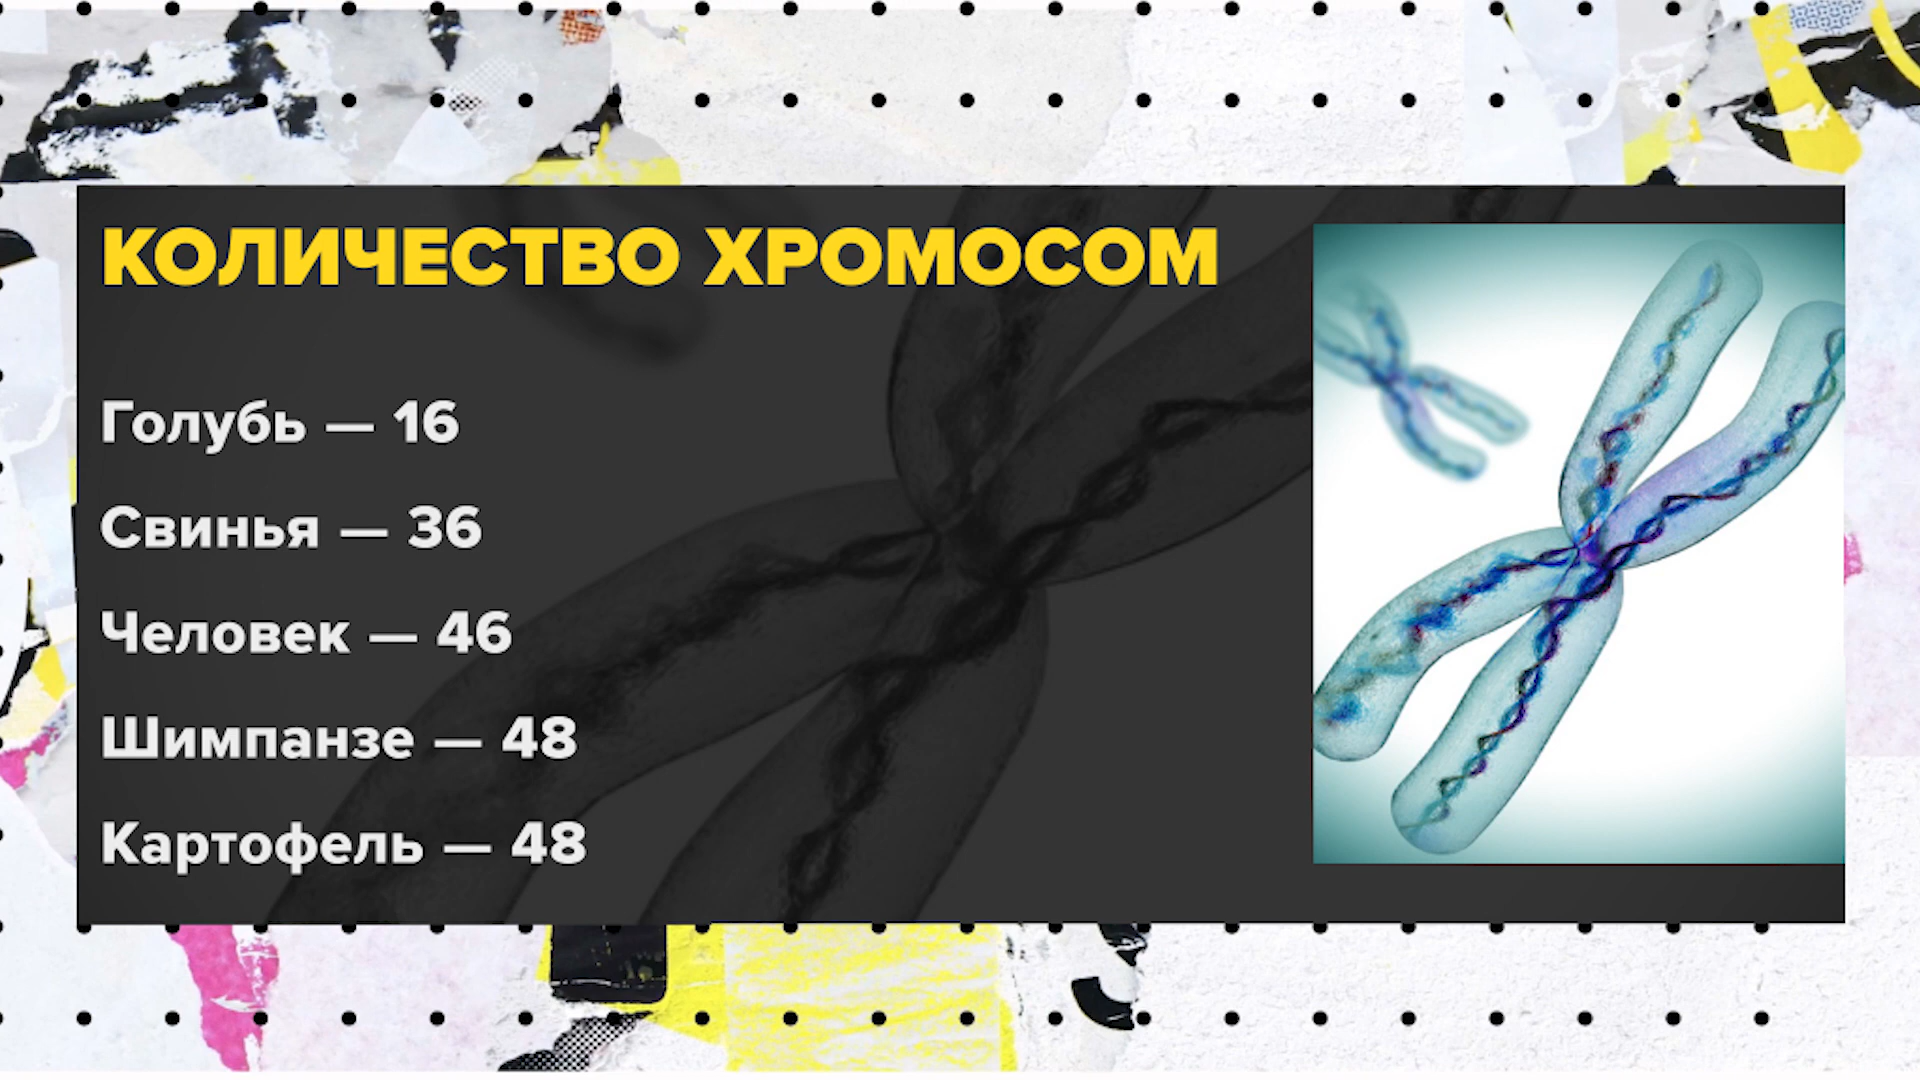 КОЛИЧЕСТВО ХРОМОСОМ
Голубь — 16
Свинья — 36
Человек — 46
Шимпанзе — 48
Картофель — 48